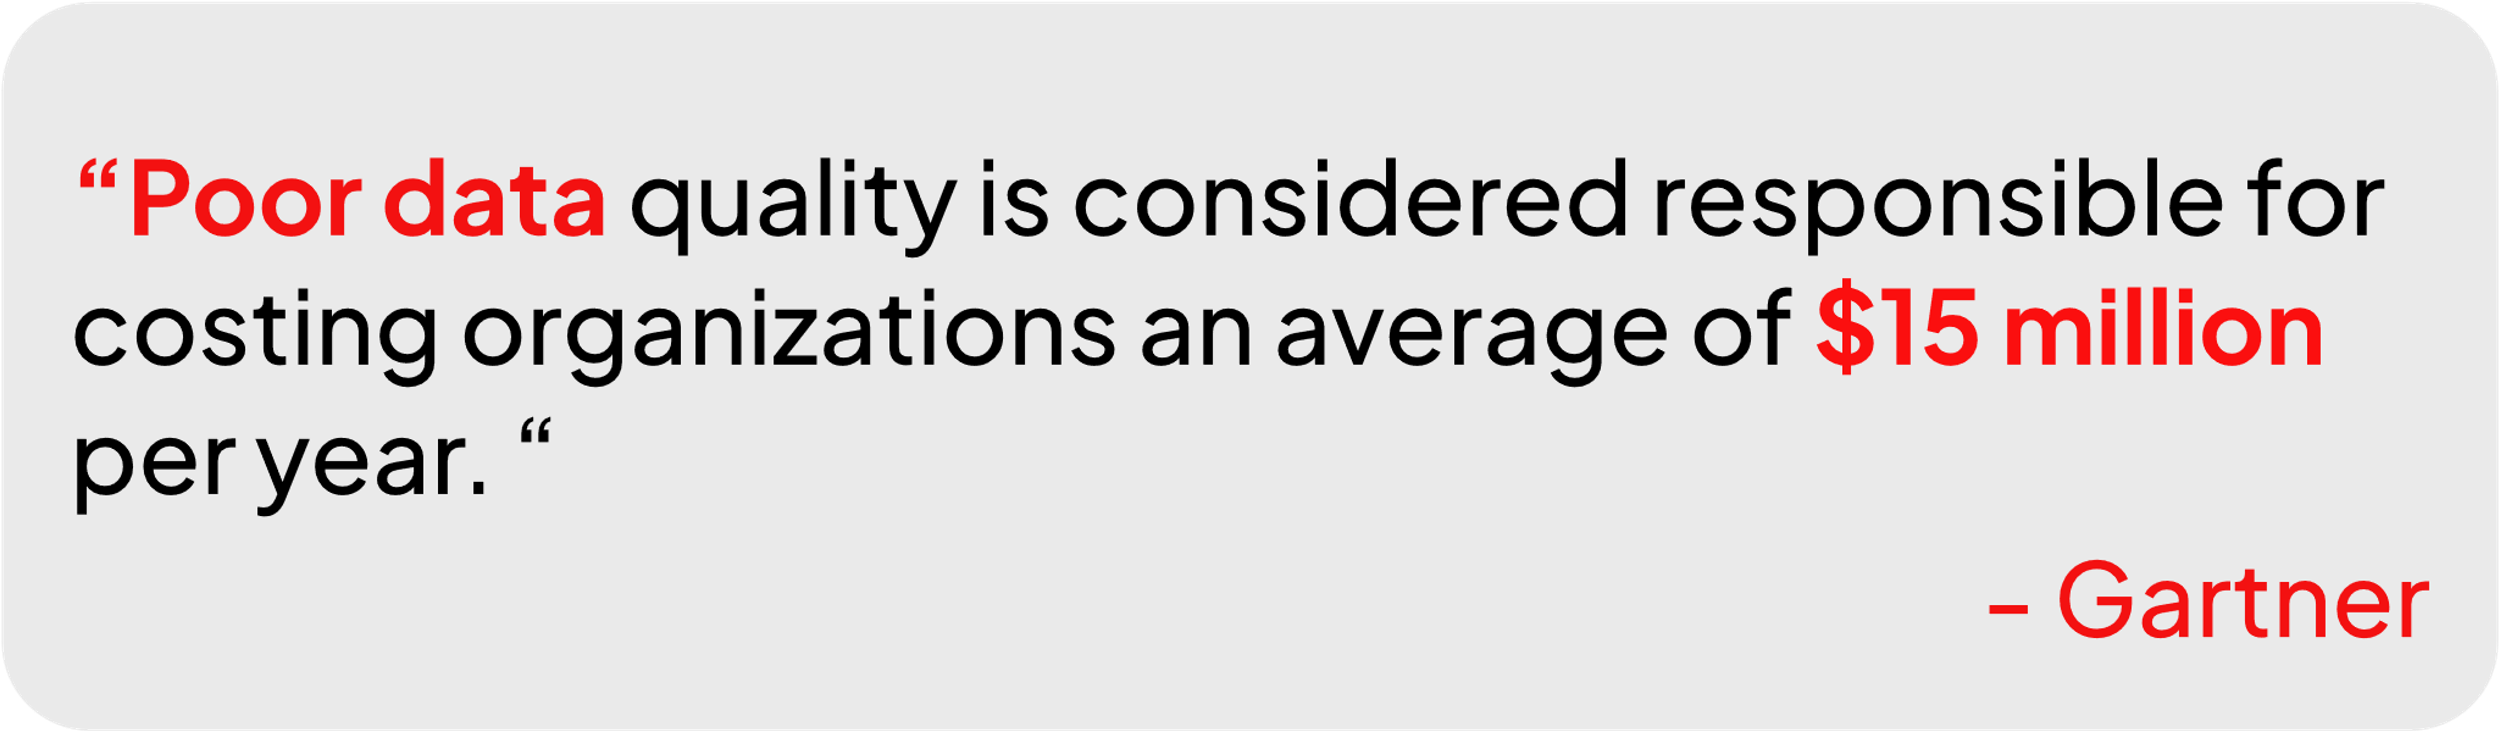 “Poor data quality is considered responsible for
costing organizations an average of $15 million
per year. “
– Gartner